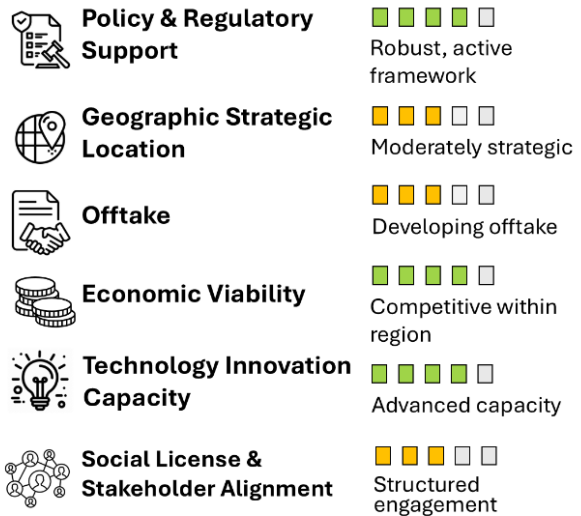 Policy & Regulatory
Support
Robust, active
framework
Geographic Strategic
Location
Moderately strategic
Offtake
Developing offtake
Economic Viability
Competitive within
region
Technology Innovation
Capacity
Advanced capacity
Social License &
Stakeholder Alignment
Structured
engagement